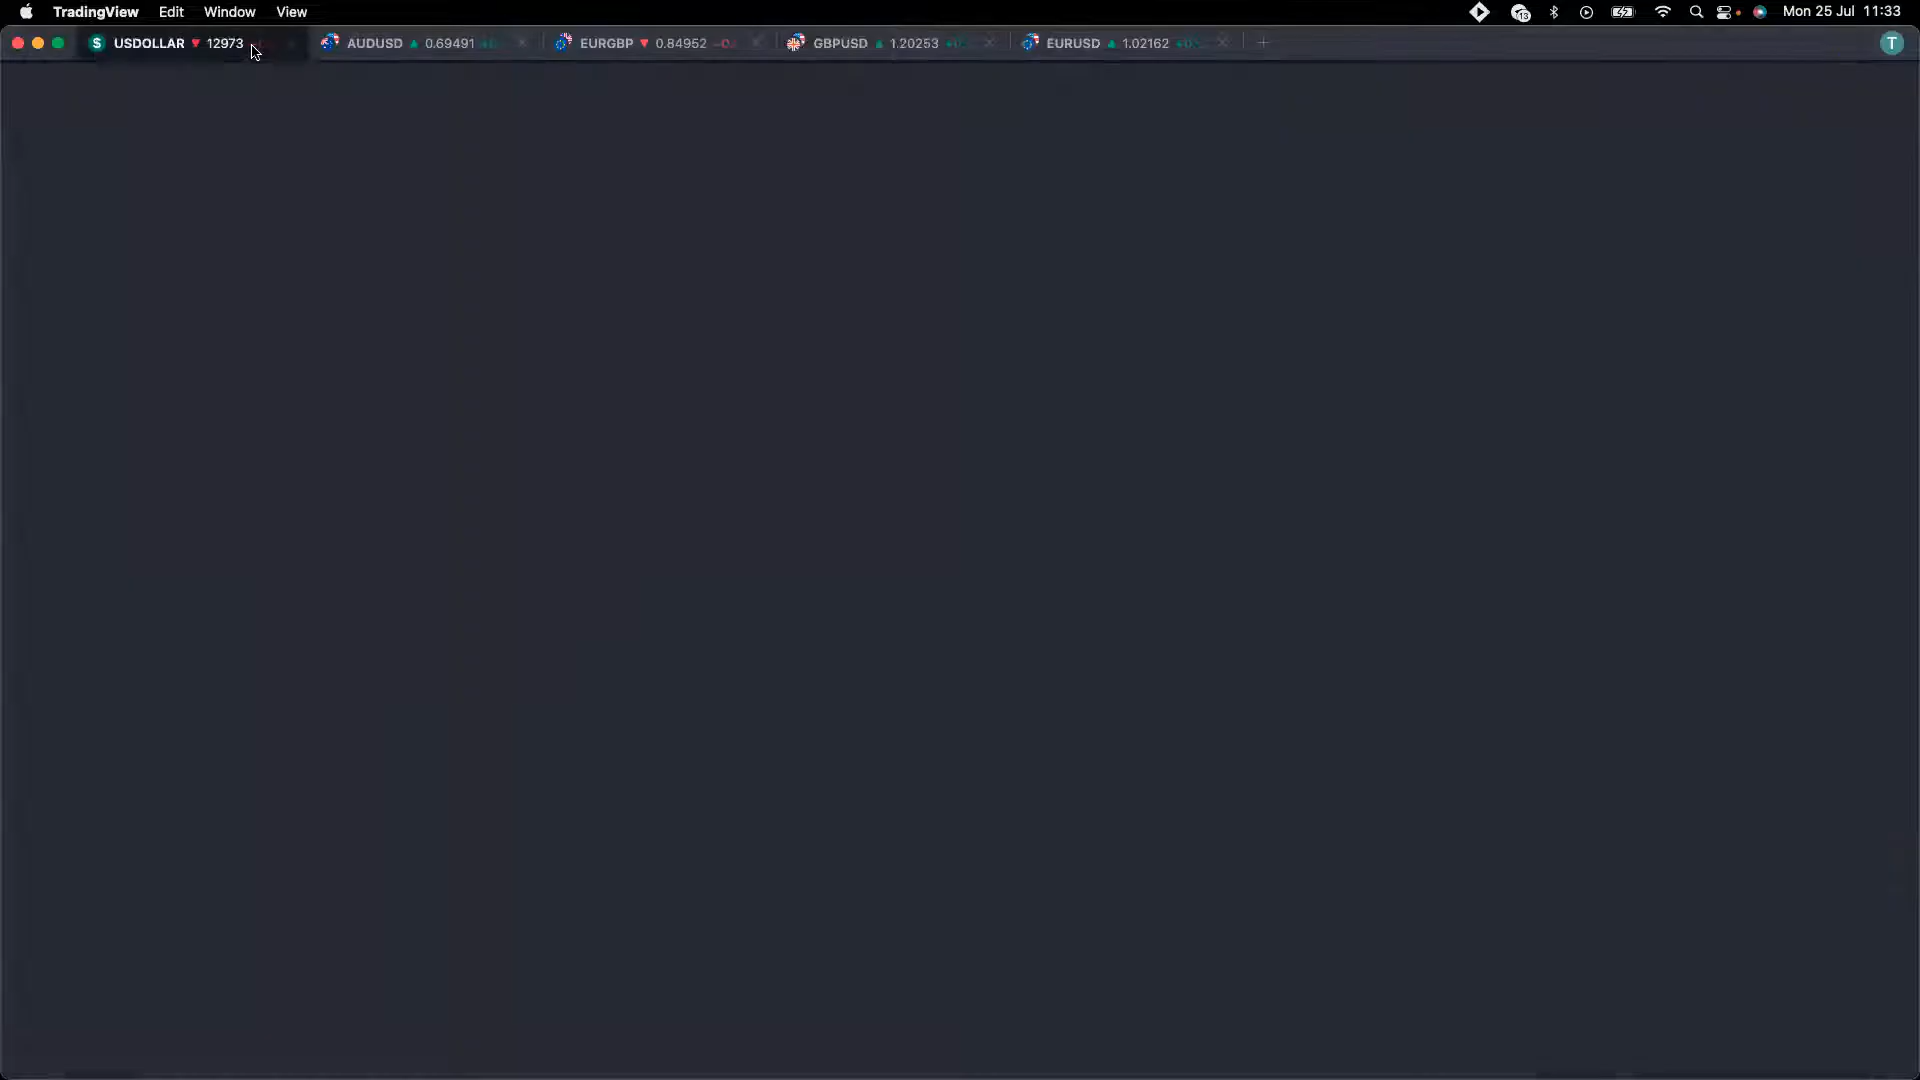 TradingView Edit Window View 13 Mon 25 Jul 11:33
$ USDOLLAR ▼ 12973 AUDUSD ▲ 0.69491 EURGBP ▼ 0.84952 GBPUSD ▲ 1.20253 EURUSD ▲ 1.02162 T